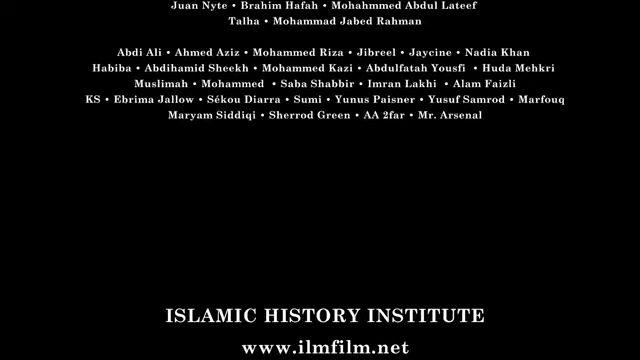 Juan Nyte • Brahim Hafah • Mohahmmed Abdul Lateef
Talha • Mohammad Jabed Rahman
Abdi Ali • Ahmed Aziz • Mohammed Riza • Jibreel • Jaycine • Nadia Khan
Habiba • Abdihamid Sheekh • Mohammed Kazi • Abdulfatah Yousfi • Huda Mehkri
Muslimah • Mohammed • Saba Shabbir • Imran Lakhi • Alam Faizli
KS • Ebrima Jallow • Sékou Diarra • Sumi • Yunus Paisner • Yusuf Samrod • Marfouq
Maryam Siddiqi • Sherrod Green • AA 2far • Mr. Arsenal
ISLAMIC HISTORY INSTITUTE
www.ilmfilm.net